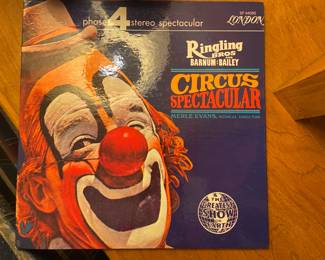 phase 4 stereo spectacular
LONDON
Ringling
BROS
BARNUM & BAILEY
CIRCUS
SPECTACULAR
MERLE EVANS, MUSICAL DIRECTOR
THE
GREATEST
SHOW
ON
EARTH